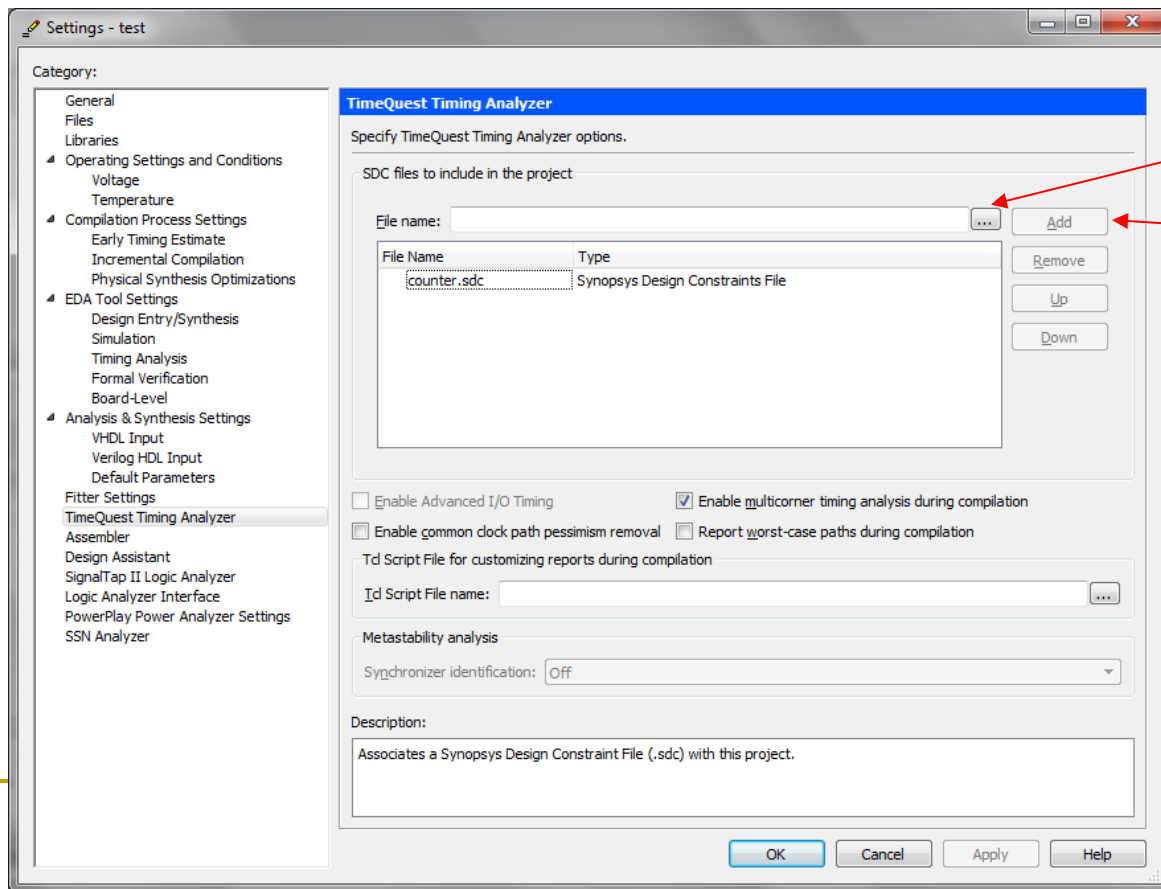 Settings - test
Category:
General
Files
Libraries
Operating Settings and Conditions
Voltage
Temperature
Compilation Process Settings
Early Timing Estimate
Incremental Compilation
Physical Synthesis Optimizations
EDA Tool Settings
Design Entry/Synthesis
Simulation
Timing Analysis
Formal Verification
Board-Level
Analysis & Synthesis Settings
VHDL Input
Verilog HDL Input
Default Parameters
Fitter Settings
TimeQuest Timing Analyzer
Assembler
Design Assistant
SignalTap II Logic Analyzer
Logic Analyzer Interface
PowerPlay Power Analyzer Settings
SSN Analyzer
TimeQuest Timing Analyzer
Specify TimeQuest Timing Analyzer options.
SDC files to include in the project
File name: ... Add
File Name Type Remove
counter.sdc Synopsys Design Constraints File
Up
Down
Enable Advanced I/O Timing Enable multicorner timing analysis during compilation
Enable common clock path pessimism removal Report worst-case paths during compilation
Tcl Script File for customizing reports during compilation
Tcl Script File name: ...
Metastability analysis
Synchronizer identification: Off
Description:
Associates a Synopsys Design Constraint File (.sdc) with this project.
OK Cancel Apply Help